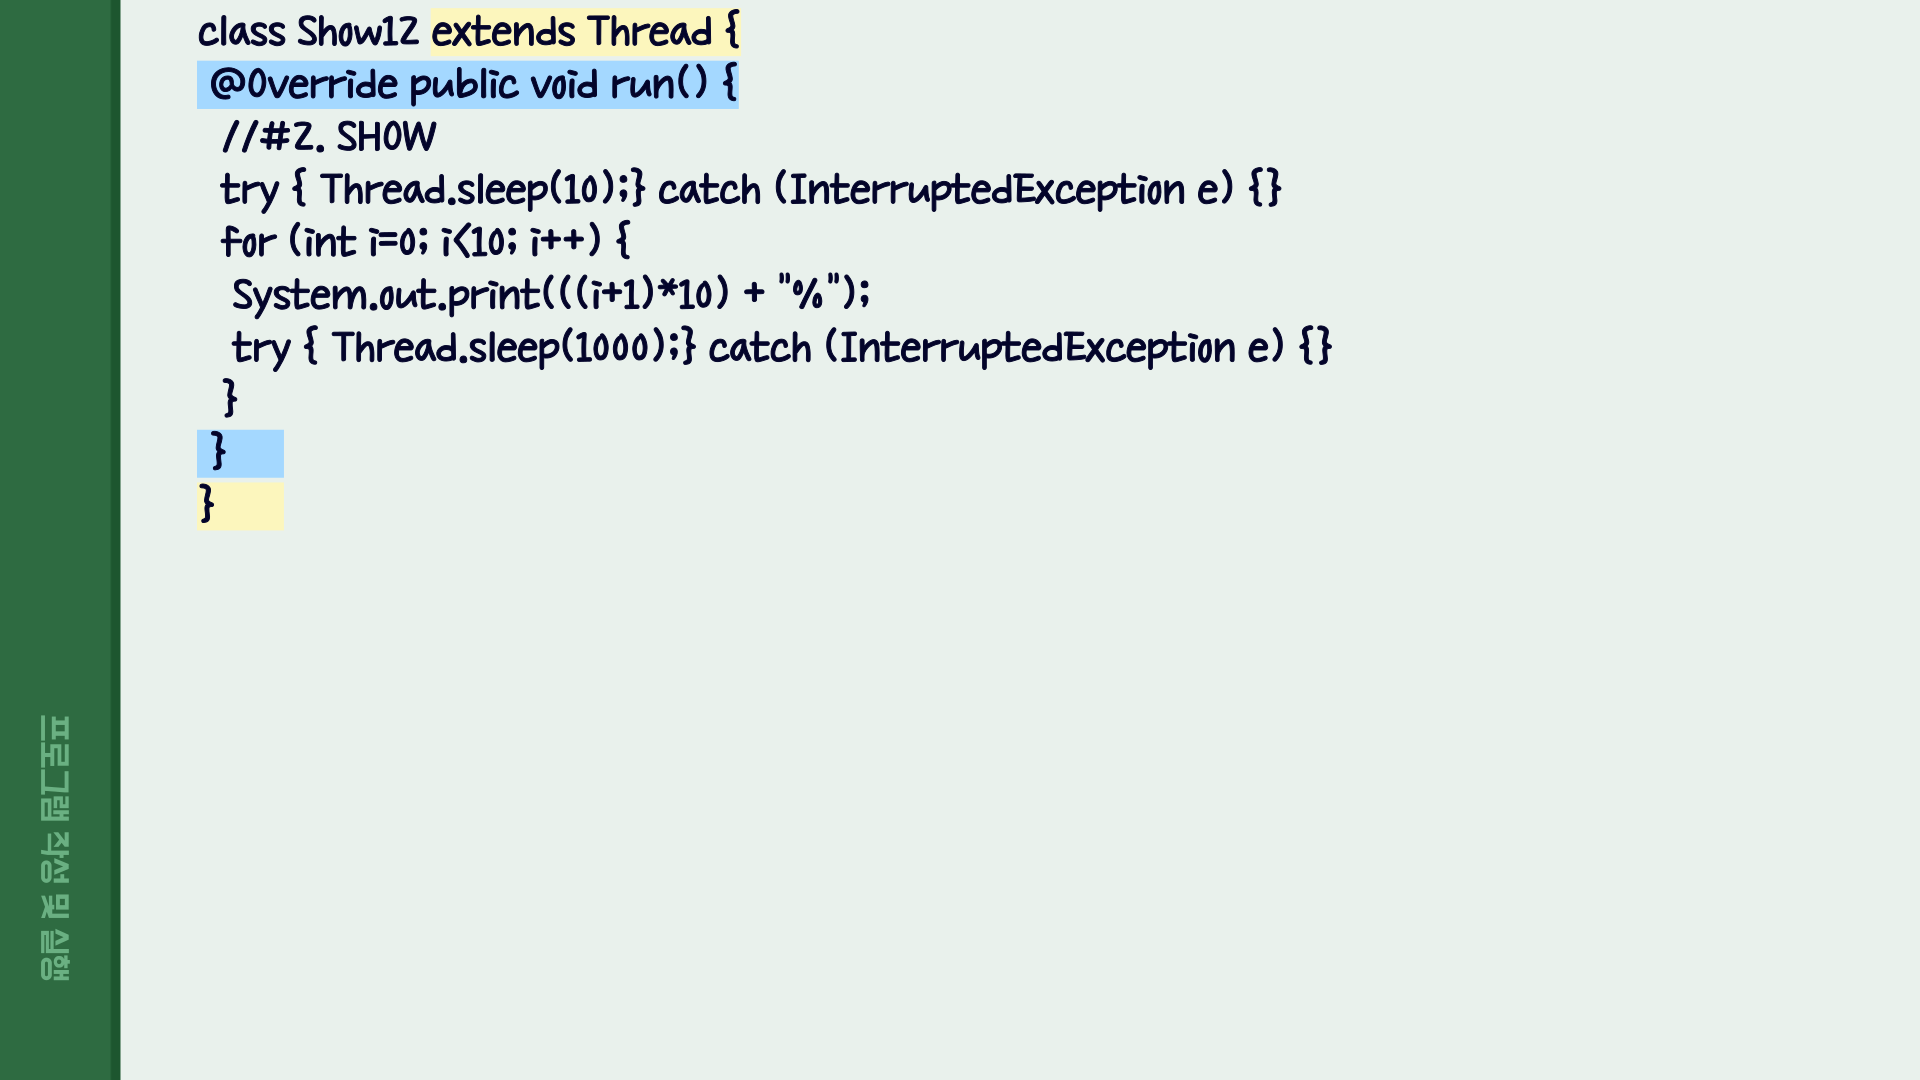 class Show12 extends Thread {
@Override public void run() {
//#2. SHOW
try { Thread.sleep(10);} catch (InterruptedException e) {}
for (int i=0; i<10; i++) {
System.out.print(((i+1)*10) + "%");
try { Thread.sleep(1000);} catch (InterruptedException e) {}
}
}
}
프로그램 작성 및 실행